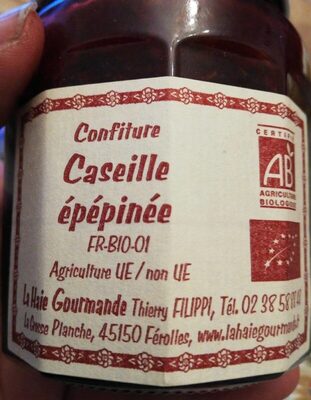 Confiture
Caseille
épépinée
FR-BIO-01
Agriculture UE / non UE
La Haie Gourmande Thierry FILIPPI, Tél. 02 38 58
La Grosse Planche, 45150 Férolles, www.lahaiegourmande.
CERTIFIÉ
AB
AGRICULTURE
BIOLOGIQUE